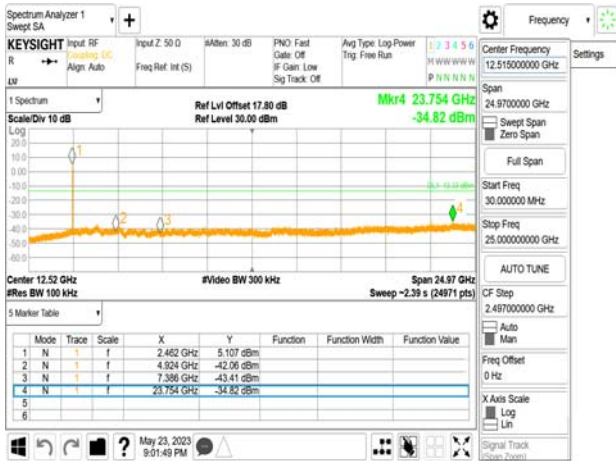 Spectrum Analyzer 1
Swept SA
Frequency
KEYSIGHT
R
Input: RF
Coupling: DC
Align: Auto
Input Z: 50 Ω
Freq Ref: Int (S)
#Atten: 30 dB
PNO: Fast
Gate: Off
IF Gain: Low
Sig Track: Off
Avg Type: Log-Power
Trig: Free Run
1 2 3 4 5 6
M W W W W W
P N N N N N
Center Frequency
12.515000000 GHz
Settings
Span
24.9700000 GHz
Swept Span
Zero Span
Full Span
Start Freq
30.000000 MHz
Stop Freq
25.000000000 GHz
AUTO TUNE
CF Step
2.497000000 GHz
Auto
Man
Freq Offset
0 Hz
X Axis Scale
Log
Lin
Signal Track
(Span Zoom)
1 Spectrum
Scale/Div 10 dB
Ref Lvl Offset 17.80 dB
Ref Level 30.00 dBm
Mkr4 23.754 GHz
-34.82 dBm
Log
20.0
10.0
0.00
-10.0
-20.0
-30.0
-40.0
-50.0
-60.0
1
2
3
4
Center 12.52 GHz
#Res BW 100 kHz
#Video BW 300 kHz
Span 24.97 GHz
Sweep ~2.39 s (24971 pts)
5 Marker Table
Mode Trace Scale X Y Function Function Width Function Value
1 N 1 f 2.462 GHz 5.107 dBm
2 N 1 f 4.924 GHz -42.06 dBm
3 N 1 f 7.386 GHz -43.41 dBm
4 N 1 f 23.754 GHz -34.82 dBm
5
6
May 23, 2023
9:01:49 PM